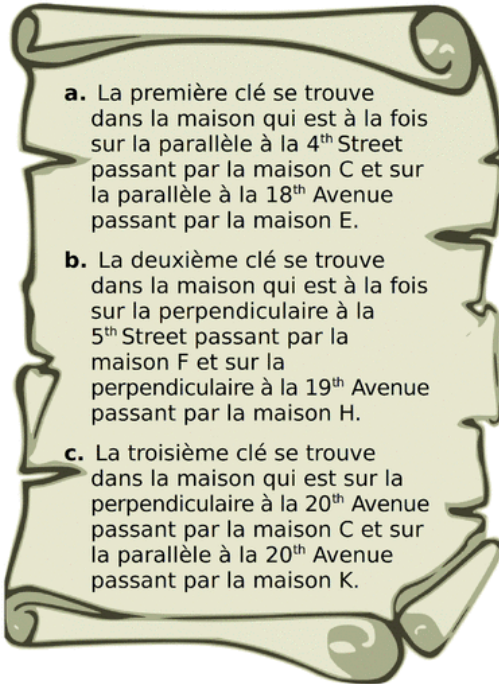 a. La première clé se trouve
dans la maison qui est à la fois
sur la parallèle à la 4th Street
passant par la maison C et sur
la parallèle à la 18th Avenue
passant par la maison E.
b. La deuxième clé se trouve
dans la maison qui est à la fois
sur la perpendiculaire à la
5th Street passant par la
maison F et sur la
perpendiculaire à la 19th Avenue
passant par la maison H.
c. La troisième clé se trouve
dans la maison qui est sur la
perpendiculaire à la 20th Avenue
passant par la maison C et sur
la parallèle à la 20th Avenue
passant par la maison K.